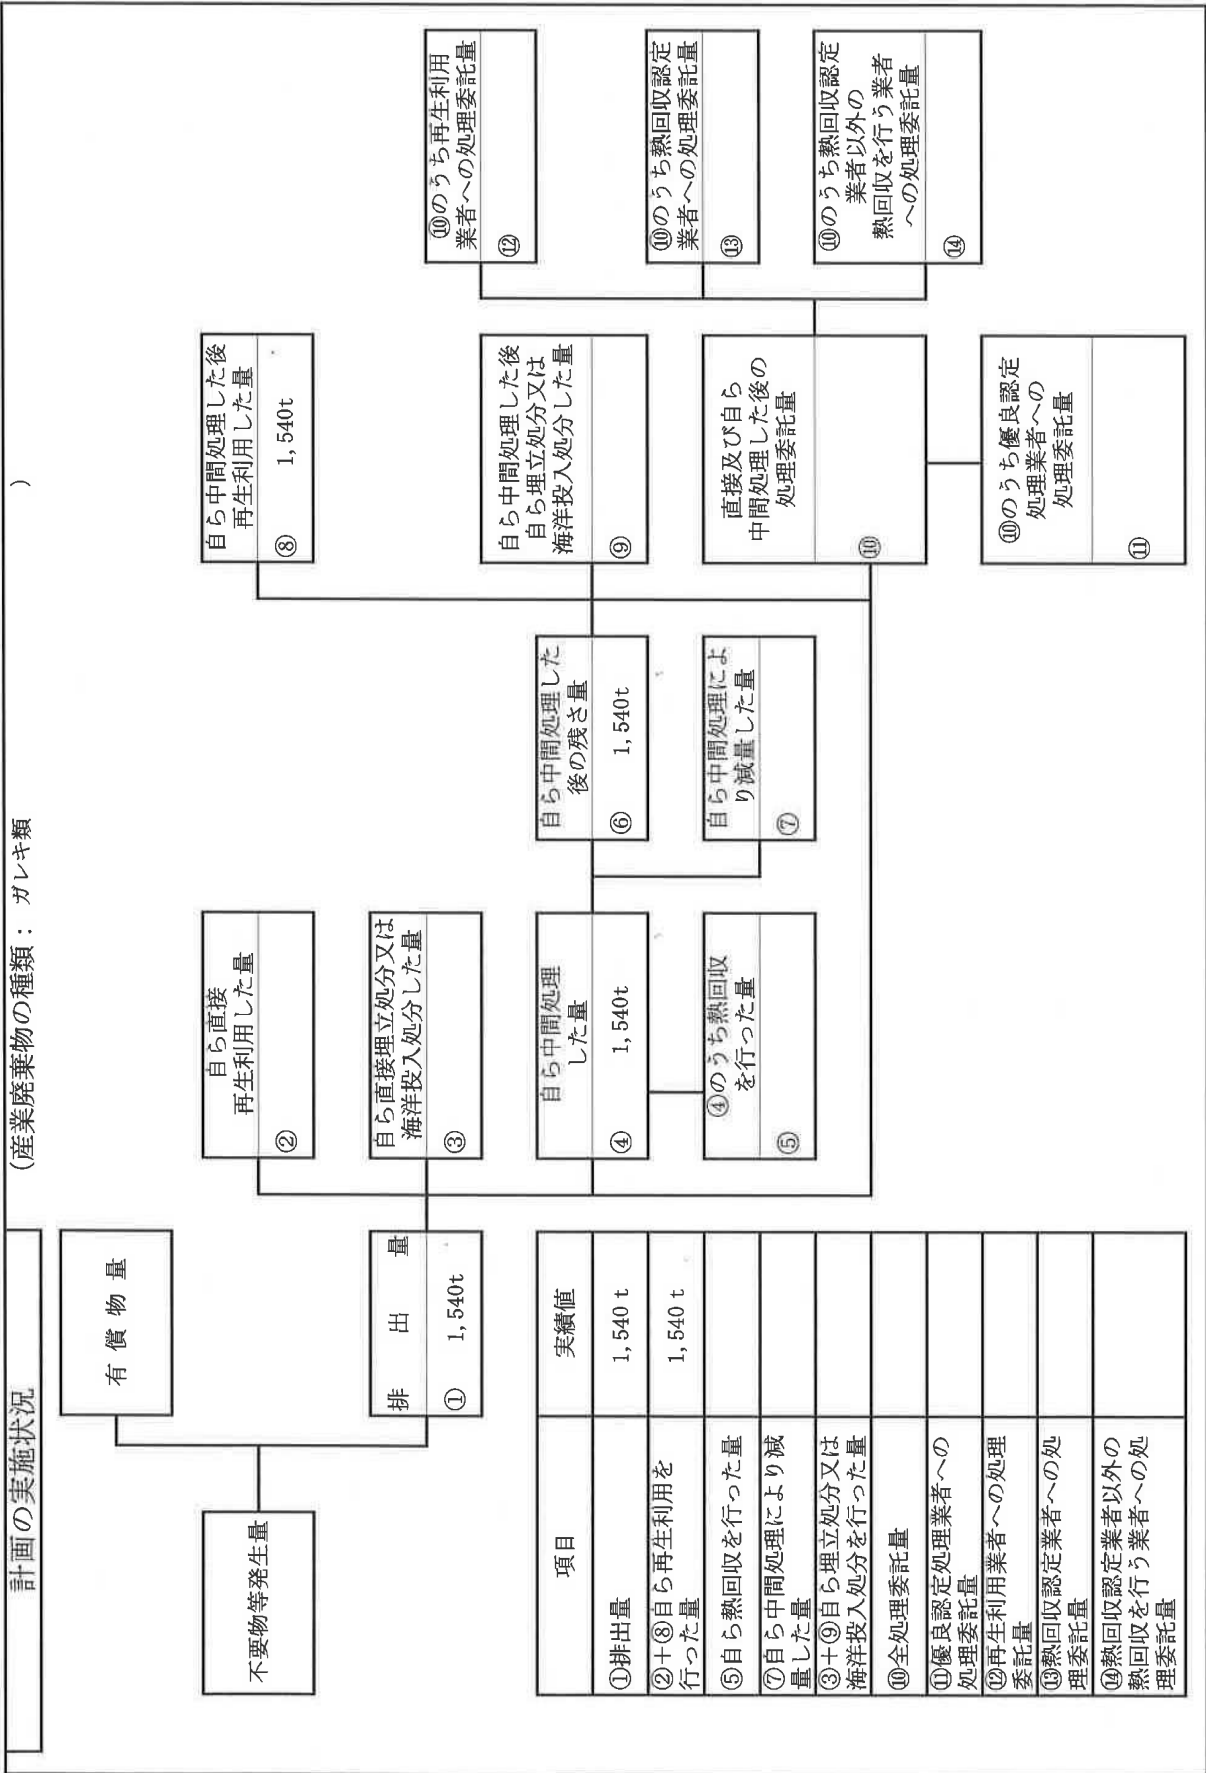 計画の実施状況
(産業廃棄物の種類： ガレキ類 )
不要物等発生量
有償物量
排出量
① 1,540t
自ら直接
再生利用した量
②
自ら直接埋立処分又は
海洋投入処分した量
③
自ら中間処理
した量
④ 1,540t
④のうち熱回収
を行った量
⑤
自ら中間処理した
後の残さ量
⑥ 1,540t
自ら中間処理によ
り減量した量
⑦
自ら中間処理した後
再生利用した量
⑧ 1,540t
自ら中間処理した後
自ら埋立処分又は
海洋投入処分した量
⑨
直接及び自ら
中間処理した後の
処理委託量
⑩
⑩のうち優良認定
処理業者への
処理委託量
⑪
⑩のうち再生利用
業者への処理委託量
⑫
⑩のうち熱回収認定
業者への処理委託量
⑬
⑩のうち熱回収認定
業者以外の
熱回収を行う業者
への処理委託量
⑭
項目 実績値
①排出量 1,540 t
②＋⑧自ら再生利用を
行った量 1,540 t
⑤自ら熱回収を行った量
⑦自ら中間処理により減
量した量
③＋⑨自ら埋立処分又は
海洋投入処分を行った量
⑩全処理委託量
⑪優良認定処理業者への
処理委託量
⑫再生利用業者への処理
委託量
⑬熱回収認定業者への処
理委託量
⑭熱回収認定業者以外の
熱回収を行う業者への処
理委託量